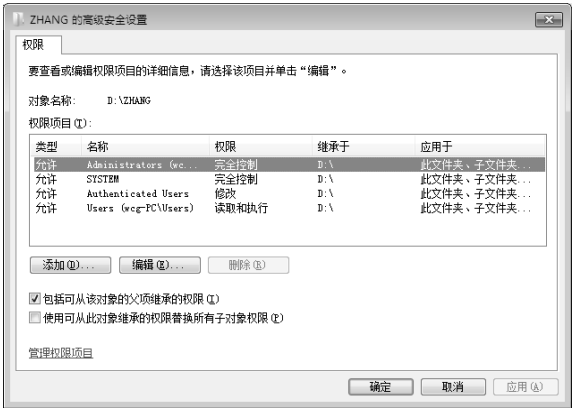 ZHANG 的高级安全设置
权限
要查看或编辑权限项目的详细信息，请选择该项目并单击“编辑”。
对象名称: D:\ZHANG
权限项目(T):
类型 名称 权限 继承于 应用于
允许 Administrators (wc... 完全控制 D:\ 此文件夹、子文件夹...
允许 SYSTEM 完全控制 D:\ 此文件夹、子文件夹...
允许 Authenticated Users 修改 D:\ 此文件夹、子文件夹...
允许 Users (wcg-PC\Users) 读取和执行 D:\ 此文件夹、子文件夹...
添加(D)... 编辑(E)... 删除(R)
包括可从该对象的父项继承的权限(I)
使用可从此对象继承的权限替换所有子对象权限(P)
管理权限项目
确定 取消 应用(A)